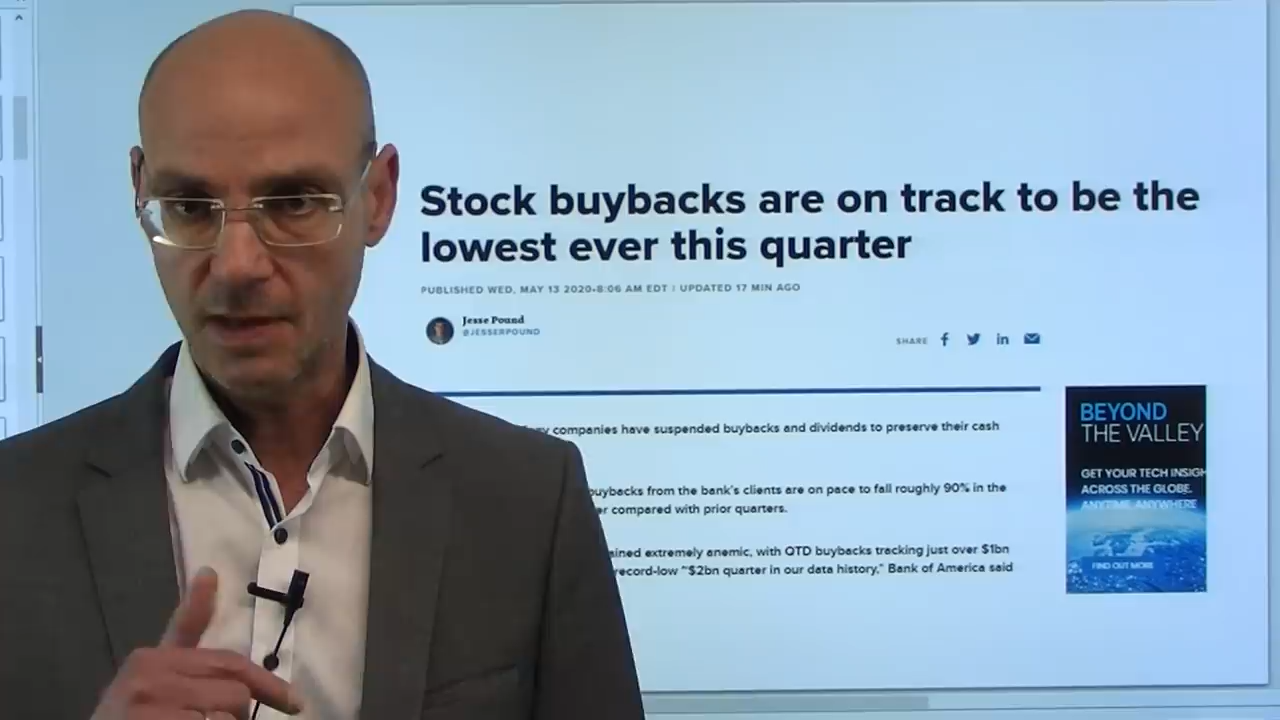 Stock buybacks are on track to be the
lowest ever this quarter
PUBLISHED WED, MAY 13 2020•8:06 AM EDT | UPDATED 17 MIN AGO
Jesse Pound
@JESSERPOUND
SHARE
companies have suspended buybacks and dividends to preserve their cash
buybacks from the bank's clients are on pace to fall roughly 90% in the
compared with prior quarters.
extremely anemic, with QTD buybacks tracking just over $1bn
record-low "$2bn quarter in our data history," Bank of America said
BEYOND
THE VALLEY
GET YOUR TECH INSIGH
ACROSS THE GLOBE.
ANYTIME, ANYWHERE
FIND OUT MORE